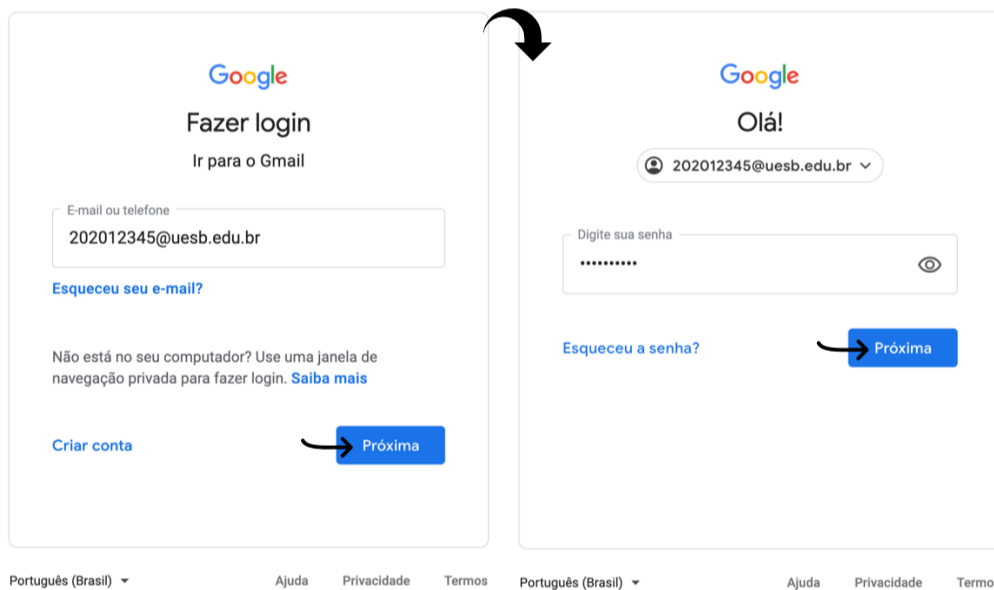 Google
Fazer login
Ir para o Gmail
E-mail ou telefone
202012345@uesb.edu.br
Esqueceu seu e-mail?
Não está no seu computador? Use uma janela de
navegação privada para fazer login. Saiba mais
Criar conta
Próxima
Português (Brasil)
Ajuda
Privacidade
Termos
Google
Olá!
202012345@uesb.edu.br
Digite sua senha
••••••••••
Esqueceu a senha?
Próxima
Português (Brasil)
Ajuda
Privacidade
Termo